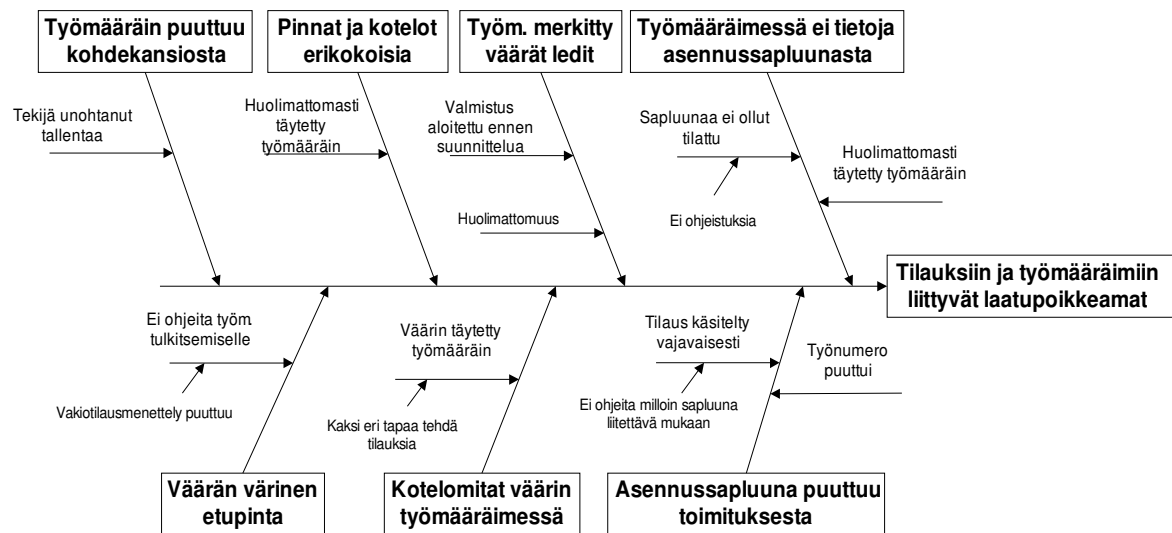 Työmääräin puuttuu
kohdekansiosta
Pinnat ja kotelot
erikokoisia
Työm. merkitty
väärät ledit
Työmääräimessä ei tietoja
asennussapluunasta
Tekijä unohtanut
tallentaa
Huolimattomasti
täytetty
työmääräin
Valmistus
aloitettu ennen
suunnittelua
Huolimattomuus
Sapluunaa ei ollut
tilattu
Ei ohjeistuksia
Huolimattomasti
täytetty työmääräin
Tilauksiin ja työmääräimiin
liittyvät laatupoikkeamat
Ei ohjeita työm.
tulkitsemiselle
Vakiotilausmenettely puuttuu
Väärin täytetty
työmääräin
Kaksi eri tapaa tehdä
tilauksia
Tilaus käsitelty
vajavaisesti
Ei ohjeita milloin sapluuna
liitettävä mukaan
Työnumero
puuttui
Väärän värinen
etupinta
Kotelomitat väärin
työmääräimessä
Asennussapluuna puuttuu
toimituksesta